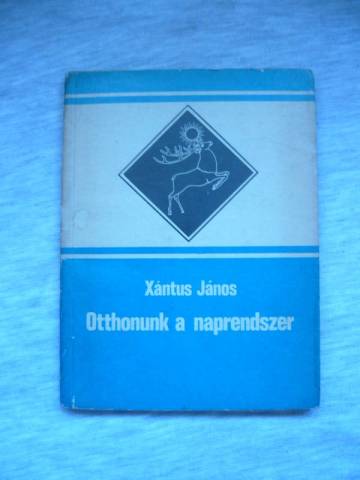 Xántus János
Otthonunk a naprendszer